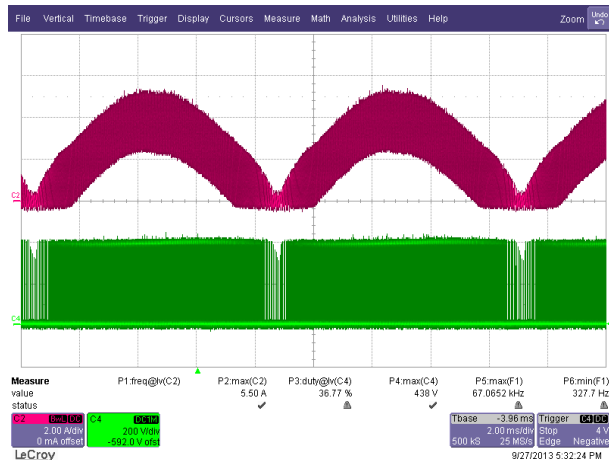 File Vertical Timebase Trigger Display Cursors Measure Math Analysis Utilities Help Zoom Undo
C2
C4
Measure P1:freq@lv(C2) P2:max(C2) P3:duty@lv(C4) P4:max(C4) P5:max(F1) P6:min(F1)
value 5.50 A 36.77 % 438 V 67.0652 kHz 327.7 Hz
status
C2 BwL DC C4 DC1M Tbase -3.96 ms Trigger C4 DC
2.00 A/div 200 V/div 2.00 ms/div Stop 4 V
0 mA offset -592.0 V ofst 500 kS 25 MS/s Edge Negative
LeCroy 9/27/2013 5:32:24 PM